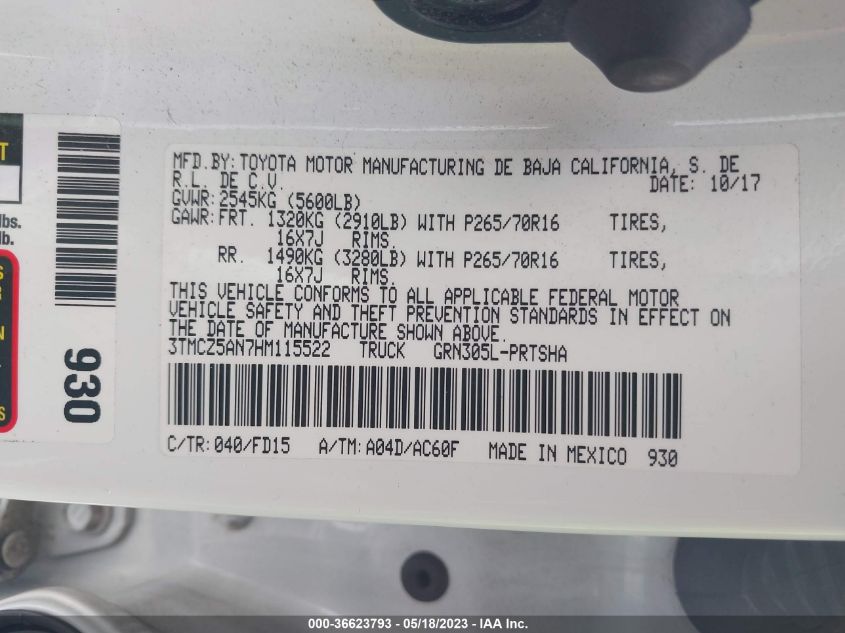 MFD.BY: TOYOTA MOTOR MANUFACTURING DE BAJA CALIFORNIA, S. DE
R.L. DE C.V. DATE: 10/17
GVWR: 2545KG (5600LB)
GAWR: FRT. 1320KG (2910LB) WITH P265/70R16 TIRES,
16X7J RIMS.
RR. 1490KG (3280LB) WITH P265/70R16 TIRES,
16X7J RIMS.
THIS VEHICLE CONFORMS TO ALL APPLICABLE FEDERAL MOTOR
VEHICLE SAFETY AND THEFT PREVENTION STANDARDS IN EFFECT ON
THE DATE OF MANUFACTURE SHOWN ABOVE.
3TMCZ5AN7HM115522 TRUCK GRN305L-PRTSHA
C/TR: 040/FD15 A/TM: A04D/AC60F MADE IN MEXICO 930
930
lbs.
lb.
000-36623793 - 05/18/2023 - IAA Inc.